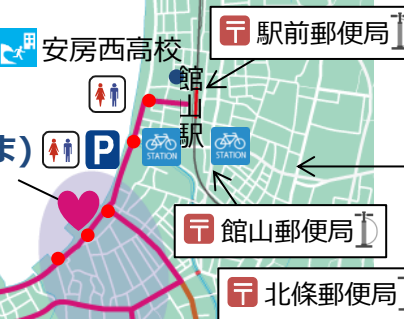 〒 駅前郵便局
安房西高校
館山駅
ま) P
STATION
STATION
〒 館山郵便局
〒 北條郵便局